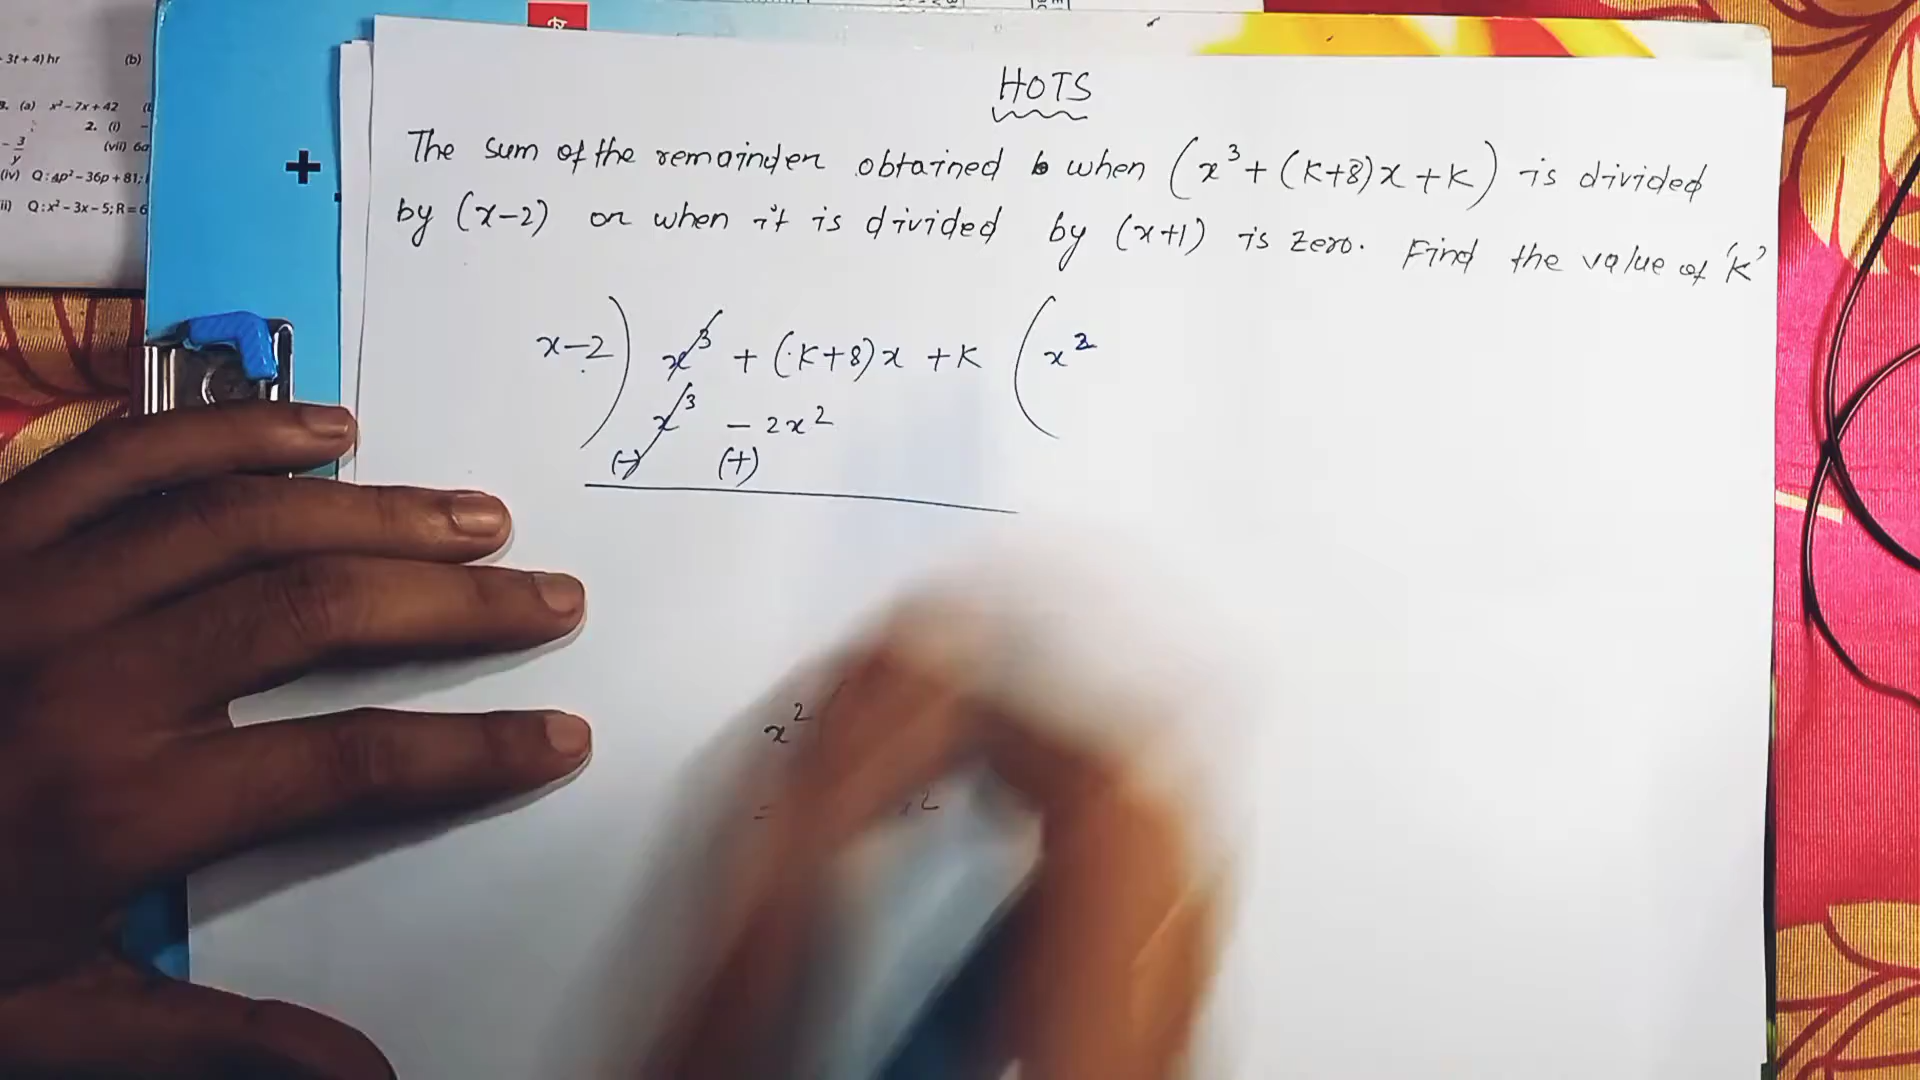 3t + 4) hr (b)
3. (a) x² – 7x + 42
2. (i)
(vii) 6a
(iv) Q : 4p² – 36p + 81;
ii) Q : x² – 3x – 5; R = 6
HOTS
The sum of the remainder obtained when (x³ + (K+8)x + K) is divided
by (x–2) or when it is divided by (x+1) is zero. Find the value of 'K'
x–2) x³ + (K+8)x + K (x²
x³ – 2x²
(–) (+)
x²
= x²